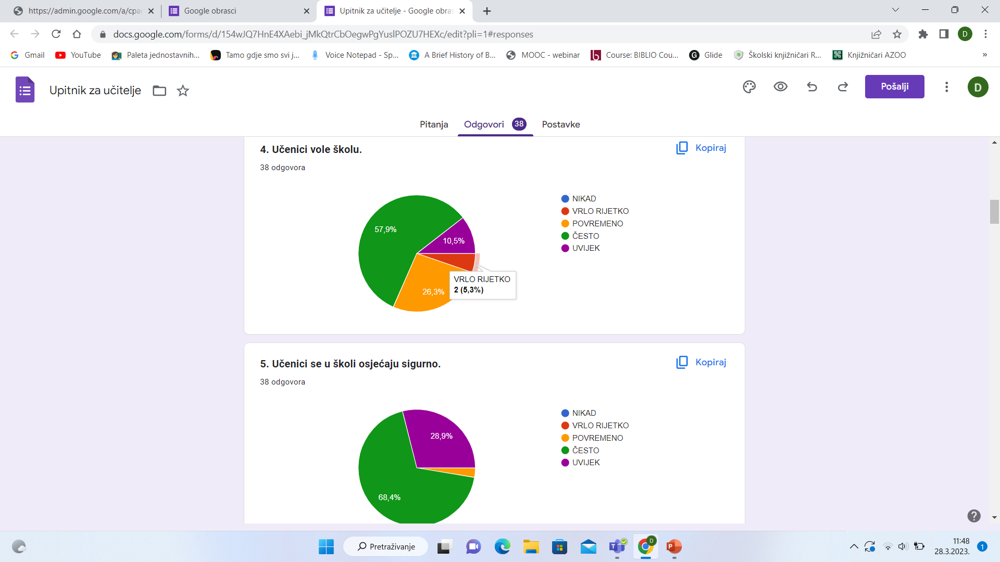 https://admin.google.com/a/cpa
Google obrasci
Upitnik za učitelje - Google obras
docs.google.com/forms/d/154wJQ7HnE4XAebi_jMkQtrCbOegwPgYuslPOZU7HEXc/edit?pli=1#responses
D
Gmail
YouTube
Paleta jednostavnih...
Tamo gdje smo svi j...
Voice Notepad - Sp...
A Brief History of B...
MOOC - webinar
Course: BIBLIO Cou...
Glide
Školski knjižničari R...
Knjižničari AZOO
»
Upitnik za učitelje
Pošalji
D
Pitanja
Odgovori 38
Postavke
4. Učenici vole školu.
Kopiraj
38 odgovora
NIKAD
VRLO RIJETKO
POVREMENO
ČESTO
UVIJEK
57,9%
10,5%
26,3%
VRLO RIJETKO
2 (5,3%)
5. Učenici se u školi osjećaju sigurno.
Kopiraj
38 odgovora
NIKAD
VRLO RIJETKO
POVREMENO
ČESTO
UVIJEK
28,9%
68,4%
Pretraživanje
11:48
28.3.2023.
1